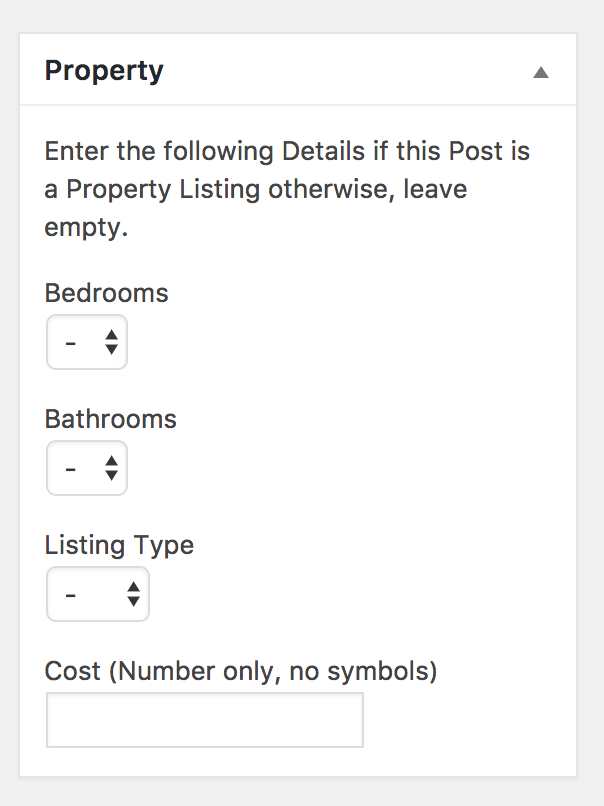 Property
Enter the following Details if this Post is
a Property Listing otherwise, leave
empty.
Bedrooms
-
Bathrooms
-
Listing Type
-
Cost (Number only, no symbols)